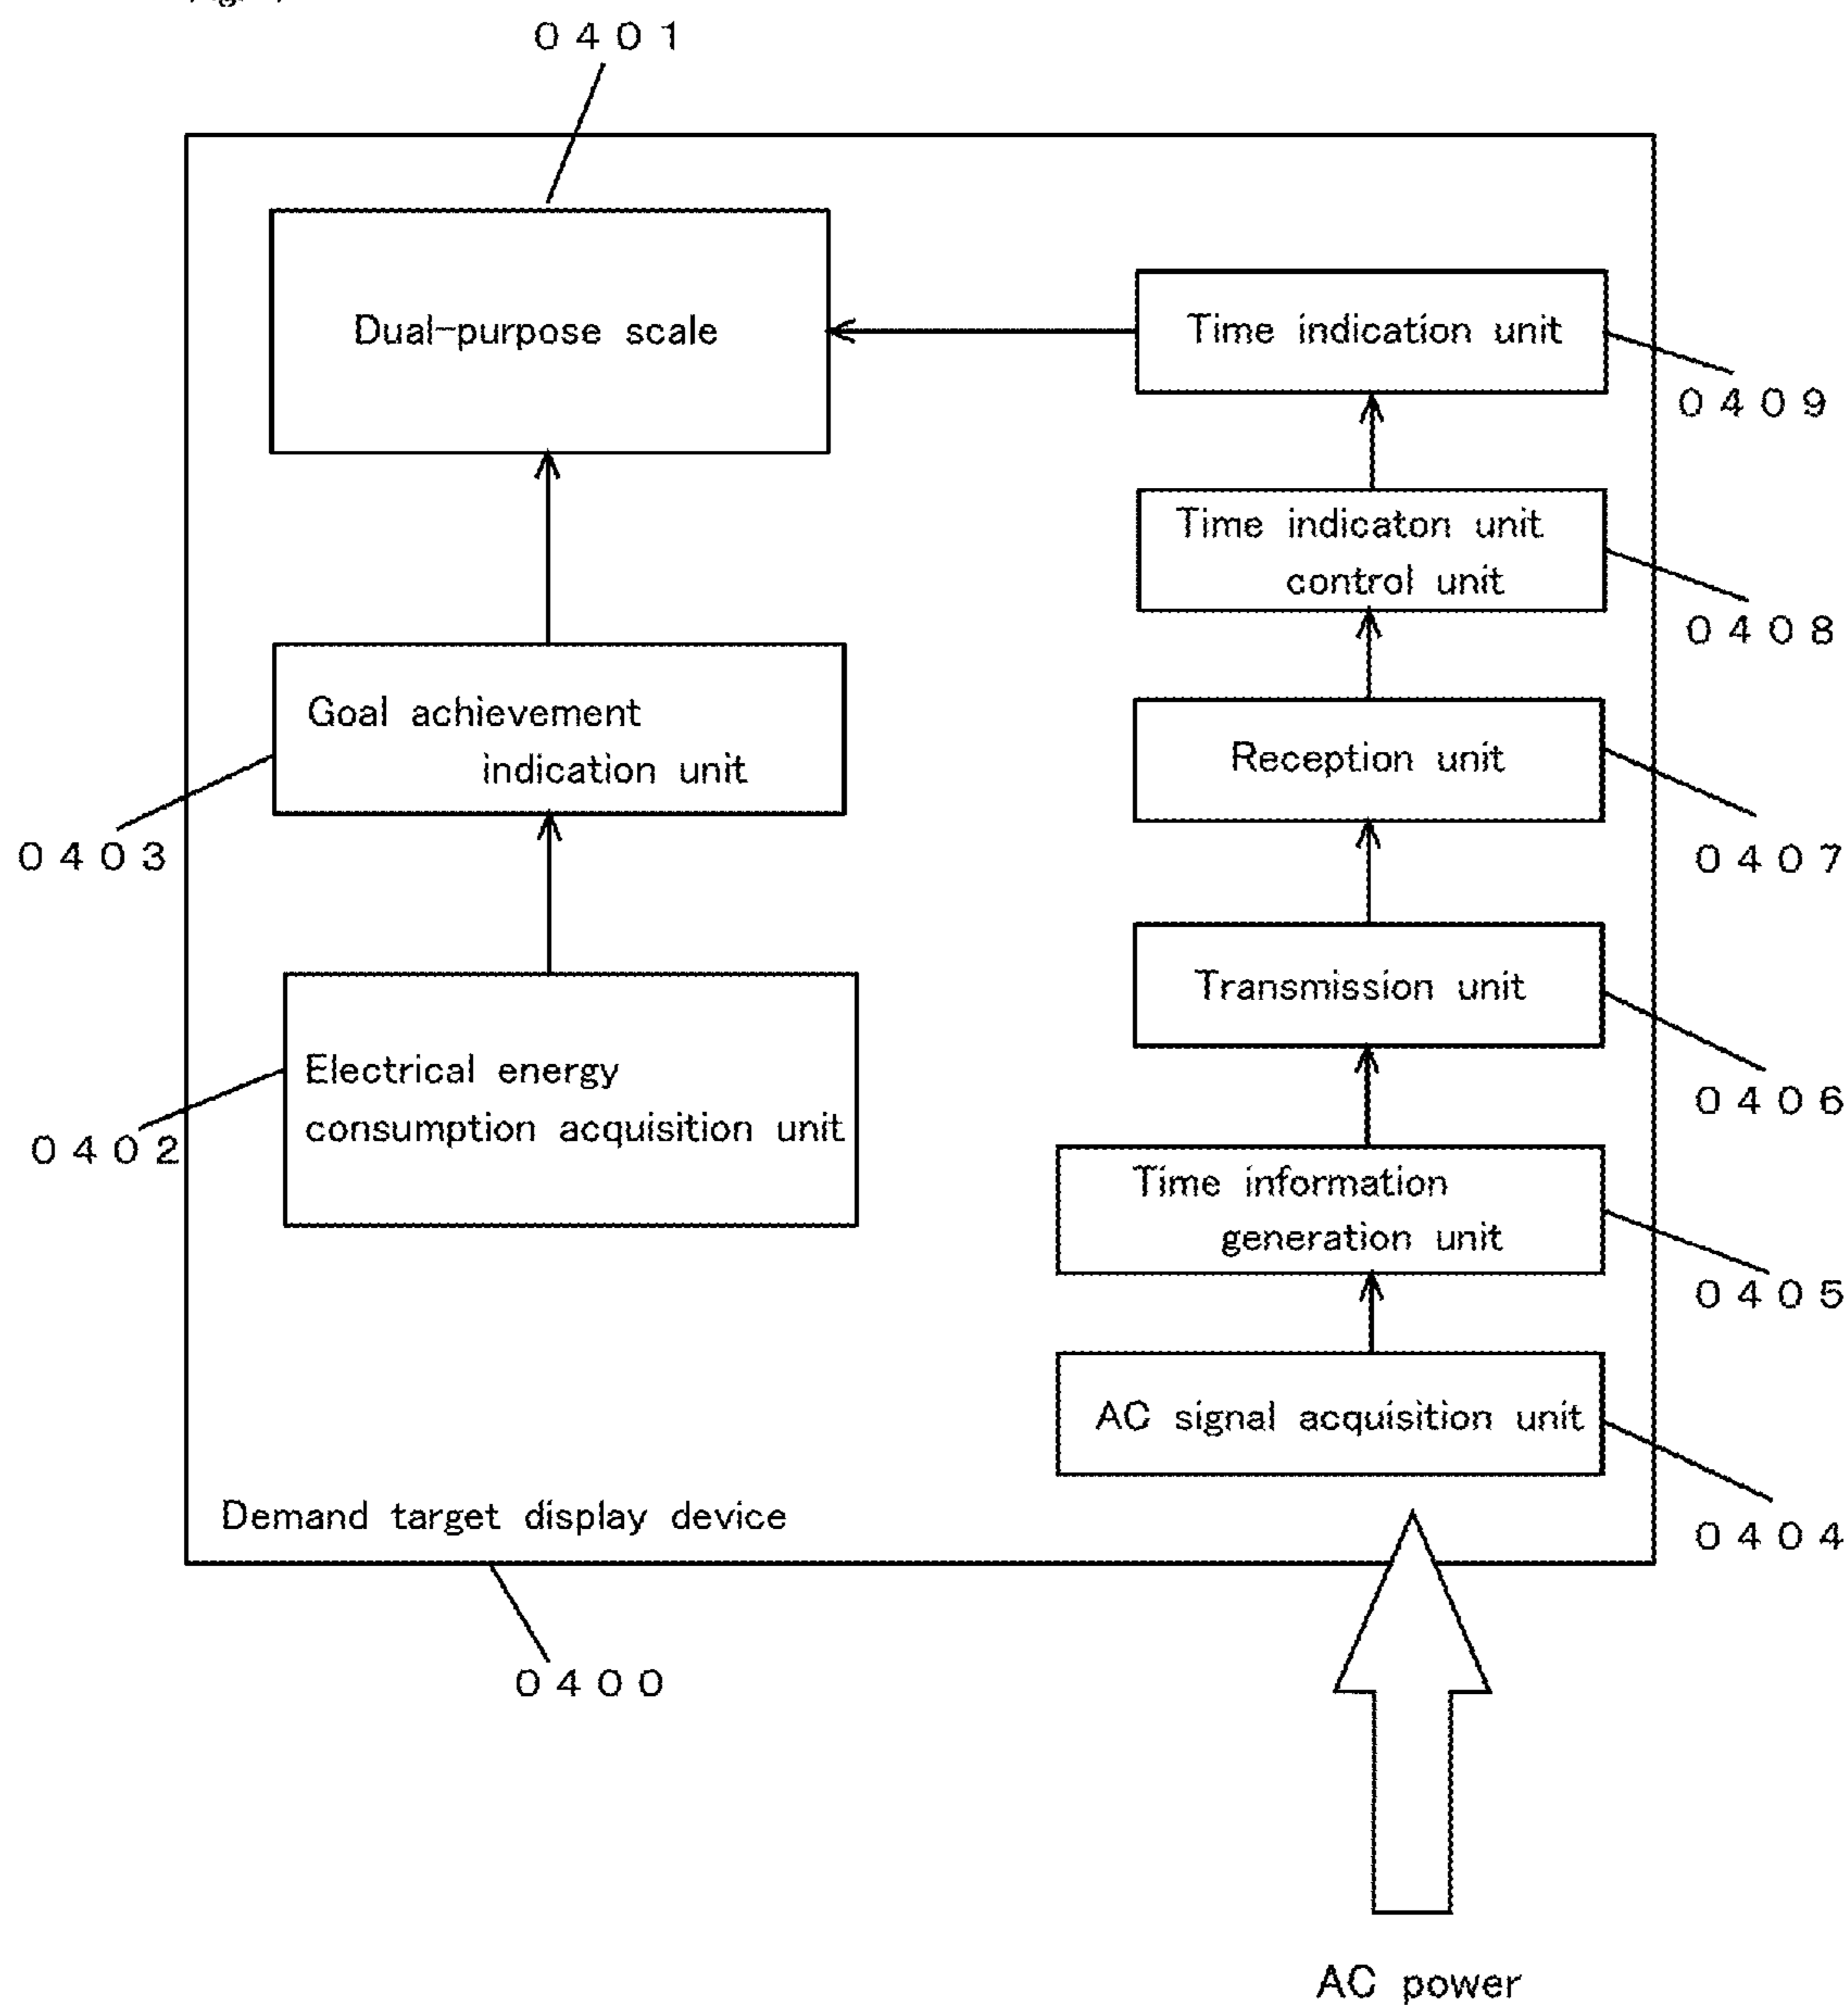 0401
Dual-purpose scale
Time indication unit
0409
Time indicaton unit
control unit
0408
Goal achievement
indication unit
Reception unit
0403
0407
Transmission unit
Electrical energy
consumption acquisition unit
0406
0402
Time information
generation unit
0405
AC signal acquisition unit
Demand target display device
0404
0400
AC power